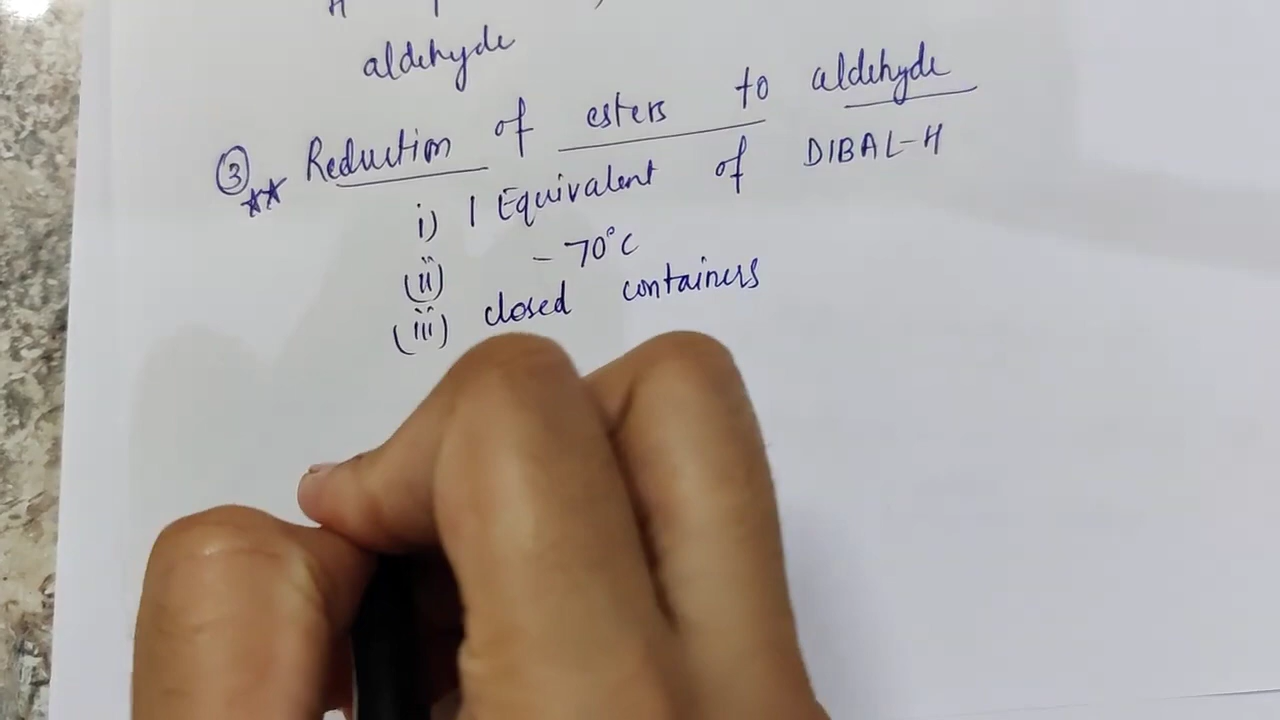 H
aldehyde
③ ** Reduction of esters to aldehyde
i) 1 Equivalent of DIBAL-H
(ii) - 70°C
(iii) closed containers